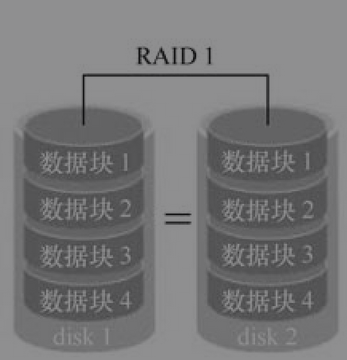 RAID 1
数据块 1 数据块 1
数据块 2 数据块 2
=
数据块 3 数据块 3
数据块 4 数据块 4
disk 1 disk 2